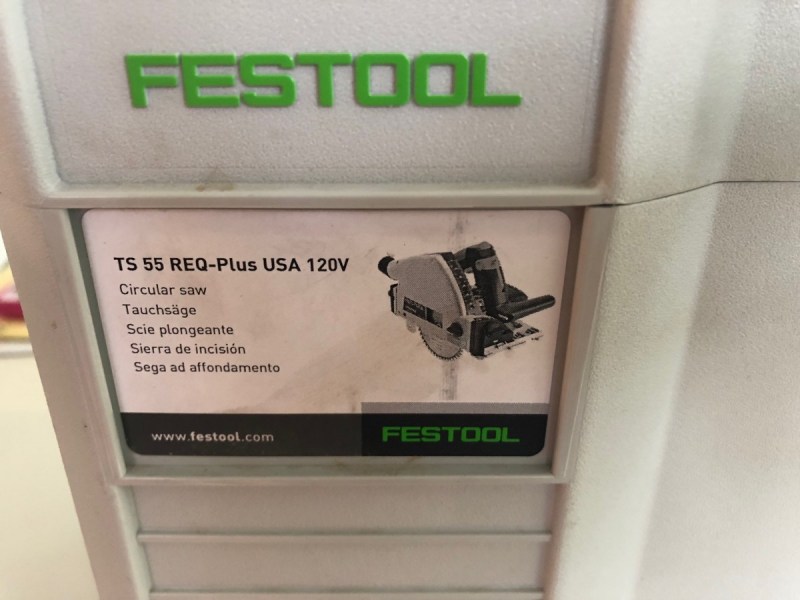 FESTOOL
TS 55 REQ-Plus USA 120V
Circular saw
Tauchsäge
Scie plongeante
Sierra de incisión
Sega ad affondamento
www.festool.com
FESTOOL